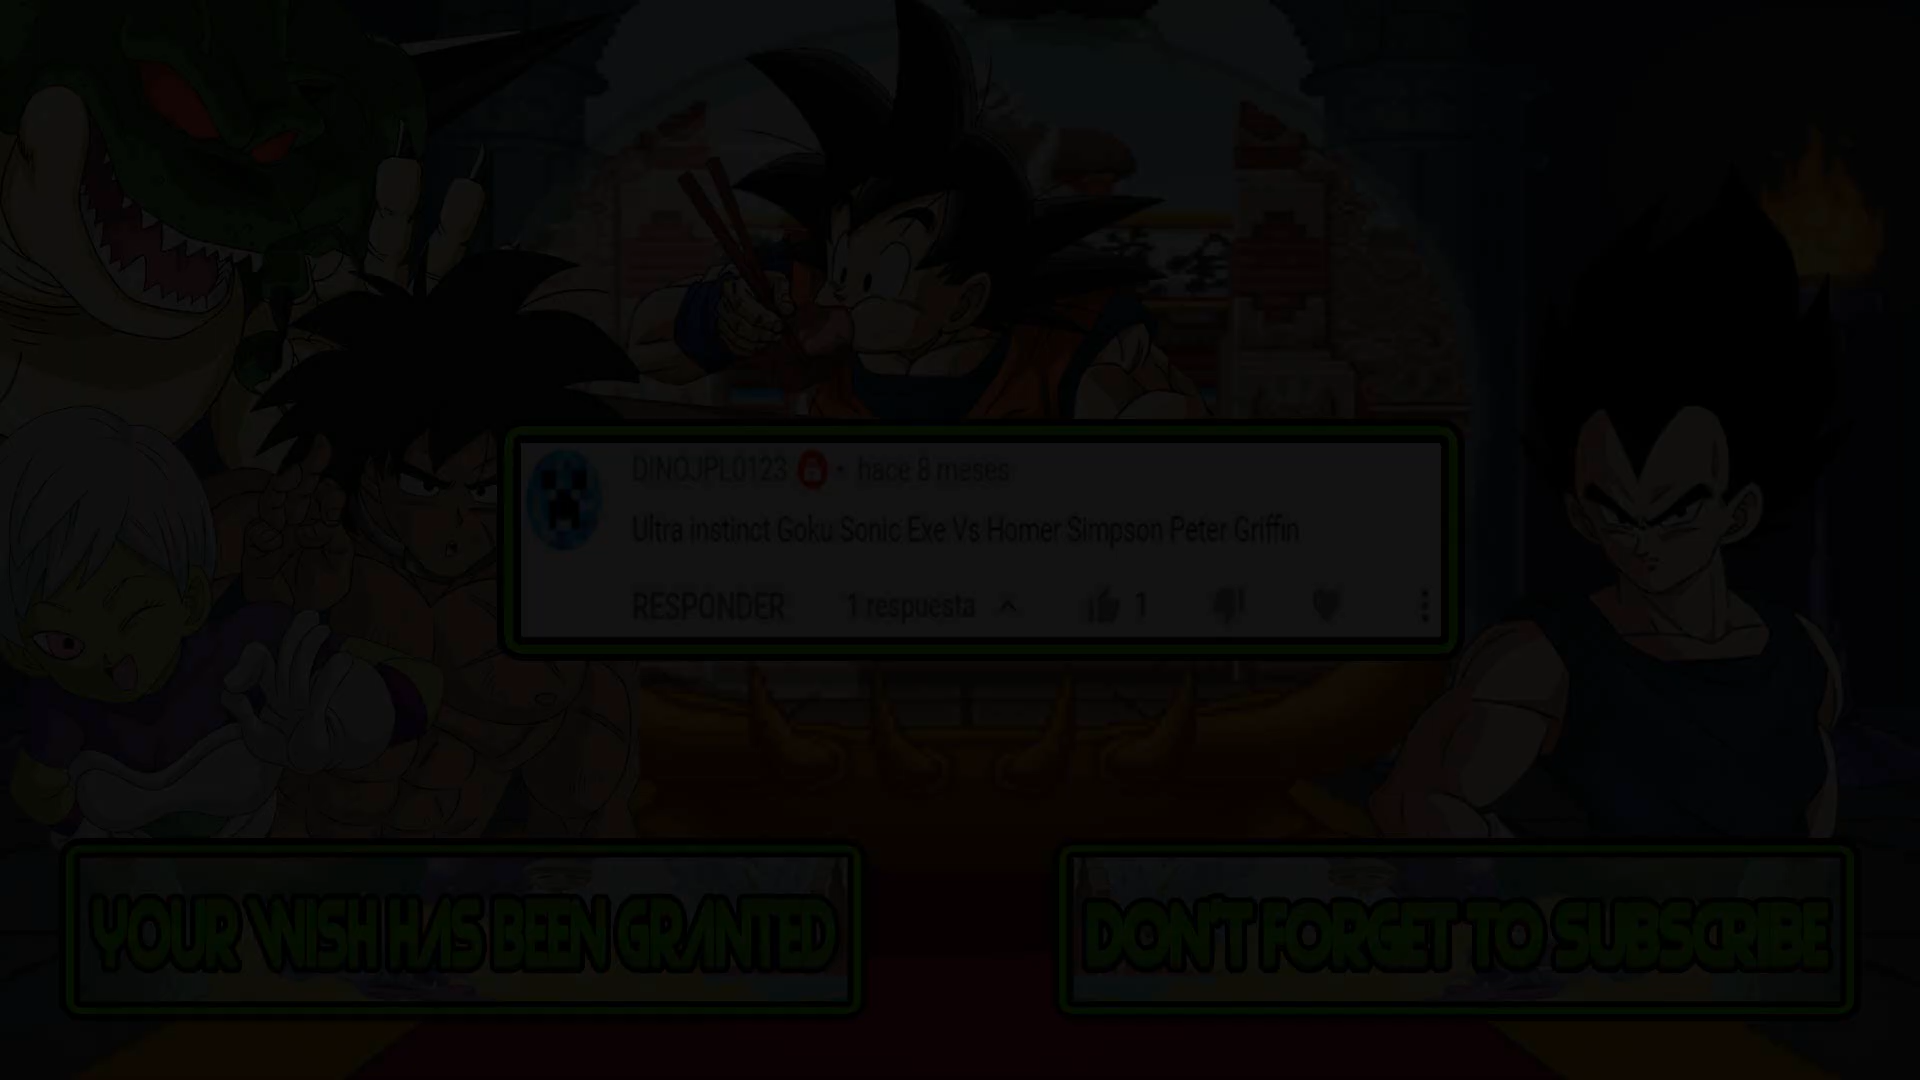 DINOJPL0123 • hace 8 meses
Ultra instinct Goku Sonic Exe Vs Homer Simpson Peter Griffin
RESPONDER 1 respuesta 1
YOUR WISH HAS BEEN GRANTED
DON'T FORGET TO SUBSCRIBE